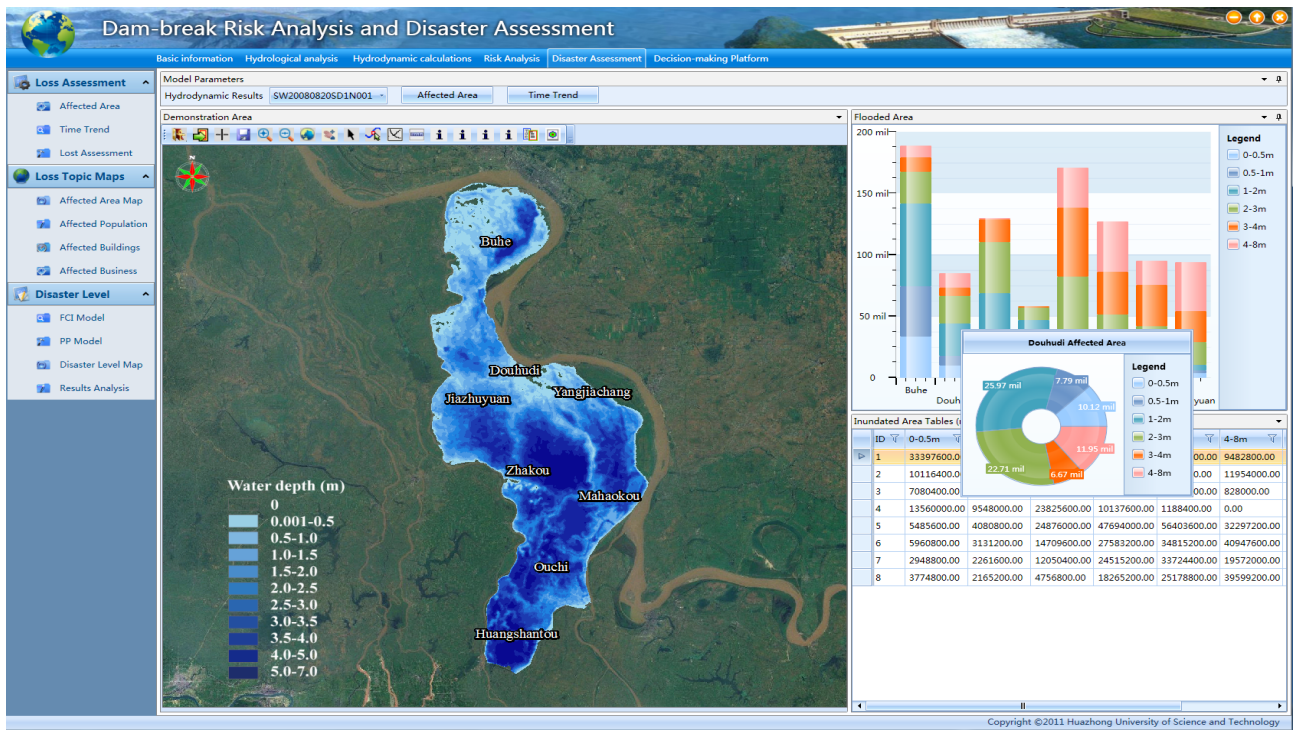 Dam-break Risk Analysis and Disaster Assessment
Basic information Hydrological analysis Hydrodynamic calculations Risk Analysis Disaster Assessment Decision-making Platform
Loss Assessment
Affected Area
Time Trend
Lost Assessment
Loss Topic Maps
Affected Area Map
Affected Population
Affected Buildings
Affected Business
Disaster Level
FCI Model
PP Model
Disaster Level Map
Results Analysis
Model Parameters
Hydrodynamic Results SW20080820SD1N001 Affected Area Time Trend
Demonstration Area
N
Buhe
Douhudi
Yangjiachang
Jiazhuyuan
Zhakou
Mahaokou
Ouchi
Huangshantou
Water depth (m)
0
0.001-0.5
0.5-1.0
1.0-1.5
1.5-2.0
2.0-2.5
2.5-3.0
3.0-3.5
3.5-4.0
4.0-5.0
5.0-7.0
Flooded Area
200 mil
150 mil
100 mil
50 mil
0
Buhe
Douh
yuan
Legend
0-0.5m
0.5-1m
1-2m
2-3m
3-4m
4-8m
Douhudi Affected Area
25.97 mil
7.79 mil
10.12 mil
11.95 mil
6.67 mil
22.71 mil
Legend
0-0.5m
0.5-1m
1-2m
2-3m
3-4m
4-8m
Inundated Area Tables
ID 0-0.5m 4-8m
1 33397600.0 00.00 9482800.00
2 10116400.0 0.00 11954000.00
3 7080400.00 00.00 828000.00
4 13560000.00 9548000.00 23825600.00 10137600.00 1188400.00 0.00
5 5485600.00 4080800.00 24876000.00 47694000.00 56403600.00 32297200.00
6 5960800.00 3131200.00 14709600.00 27583200.00 34815200.00 40947600.00
7 2948800.00 2261600.00 12050400.00 24515200.00 33724400.00 19572000.00
8 3774800.00 2165200.00 4756800.00 18265200.00 25178800.00 39599200.00
Copyright ©2011 Huazhong University of Science and Technology